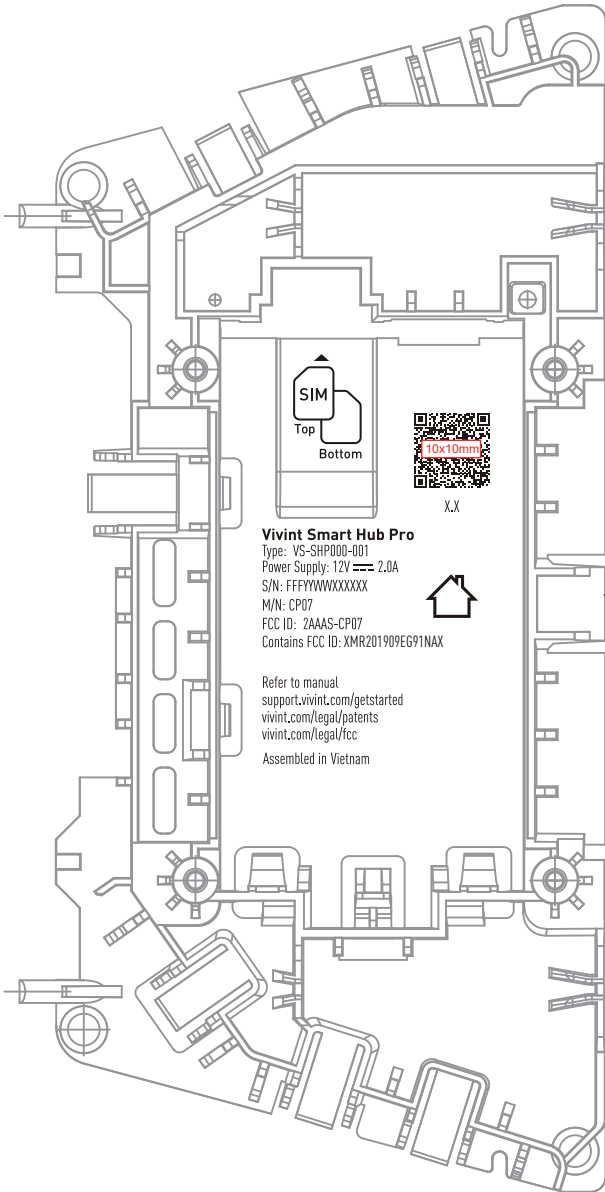 SIM
Top
Bottom
10x10mm
X.X
Vivint Smart Hub Pro
Type: VS-SHP000-001
Power Supply: 12V ⎓ 2.0A
S/N: FFFYYWWXXXXXX
M/N: CP07
FCC ID: 2AAAS-CP07
Contains FCC ID: XMR201909EG91NAX
Refer to manual
support.vivint.com/getstarted
vivint.com/legal/patents
vivint.com/legal/fcc
Assembled in Vietnam